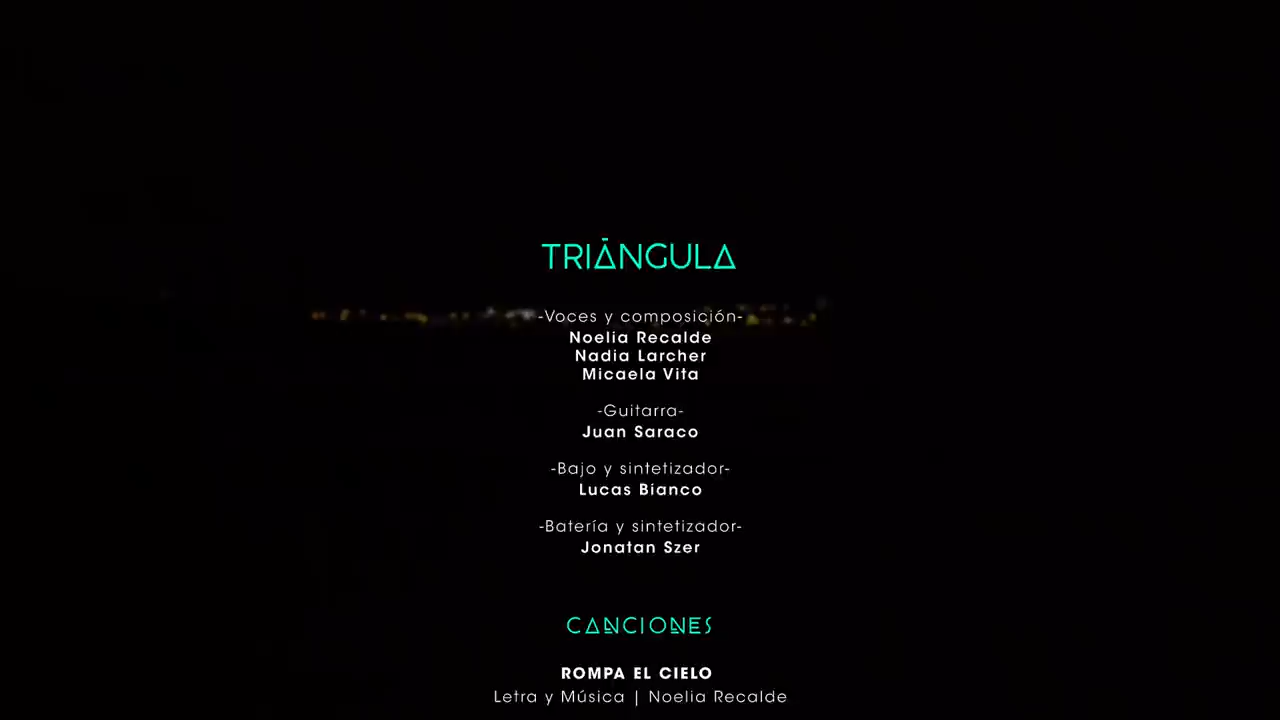 TRIÁNGULA
-Voces y composición-
Noelia Recalde
Nadia Larcher
Micaela Vita
-Guitarra-
Juan Saraco
-Bajo y sintetizador-
Lucas Bianco
-Batería y sintetizador-
Jonatan Szer
CANCIONES
ROMPA EL CIELO
Letra y Música | Noelia Recalde